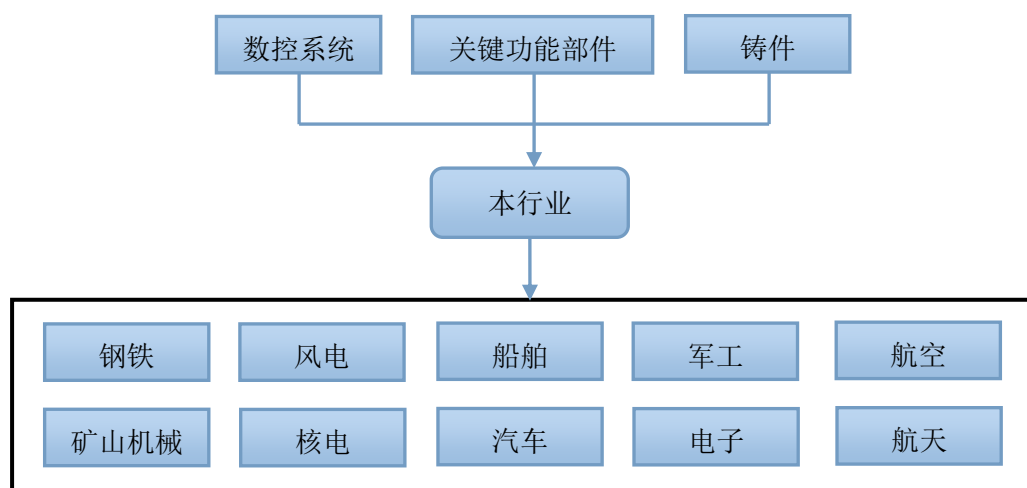 数控系统
关键功能部件
铸件
本行业
钢铁
风电
船舶
军工
航空
矿山机械
核电
汽车
电子
航天